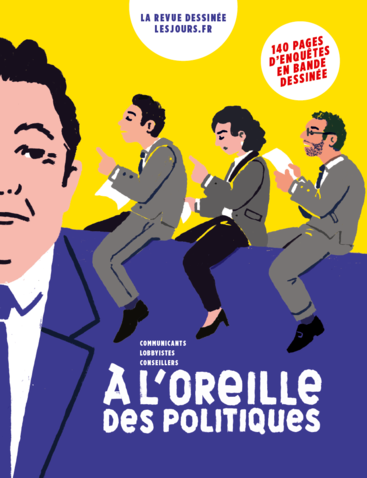 LA REVUE DESSINÉE
LESJOURS.FR
140 PAGES
D'ENQUÊTES
EN BANDE
DESSINÉE
COMMUNICANTS
LOBBYISTES
CONSEILLERS
À L'OREILLE
DES POLITIQUES